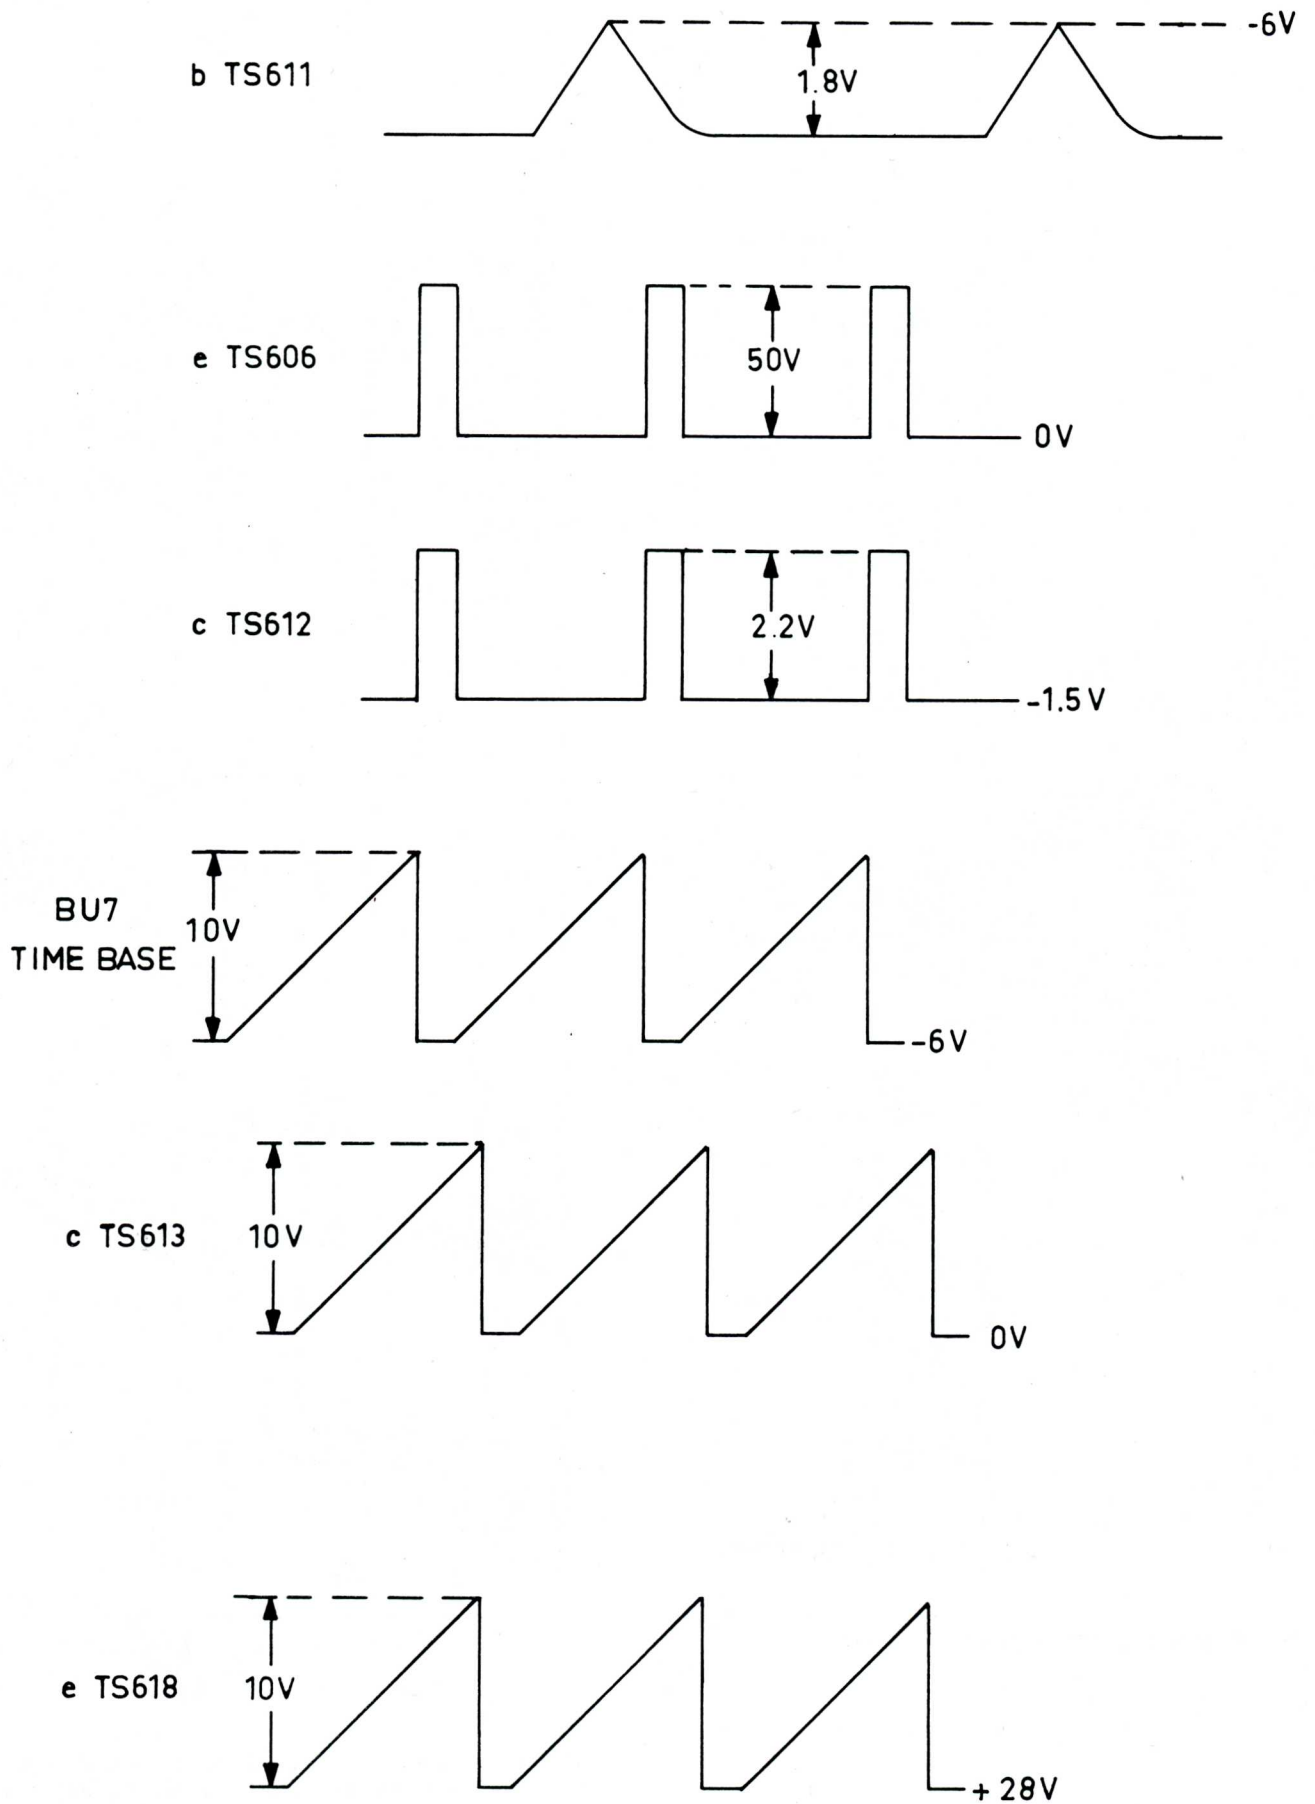 -6V
b TS611
1.8V
e TS606
50V
0V
c TS612
2.2V
-1.5V
BU7
TIME BASE
10V
-6V
c TS613
10V
0V
e TS618
10V
+28V